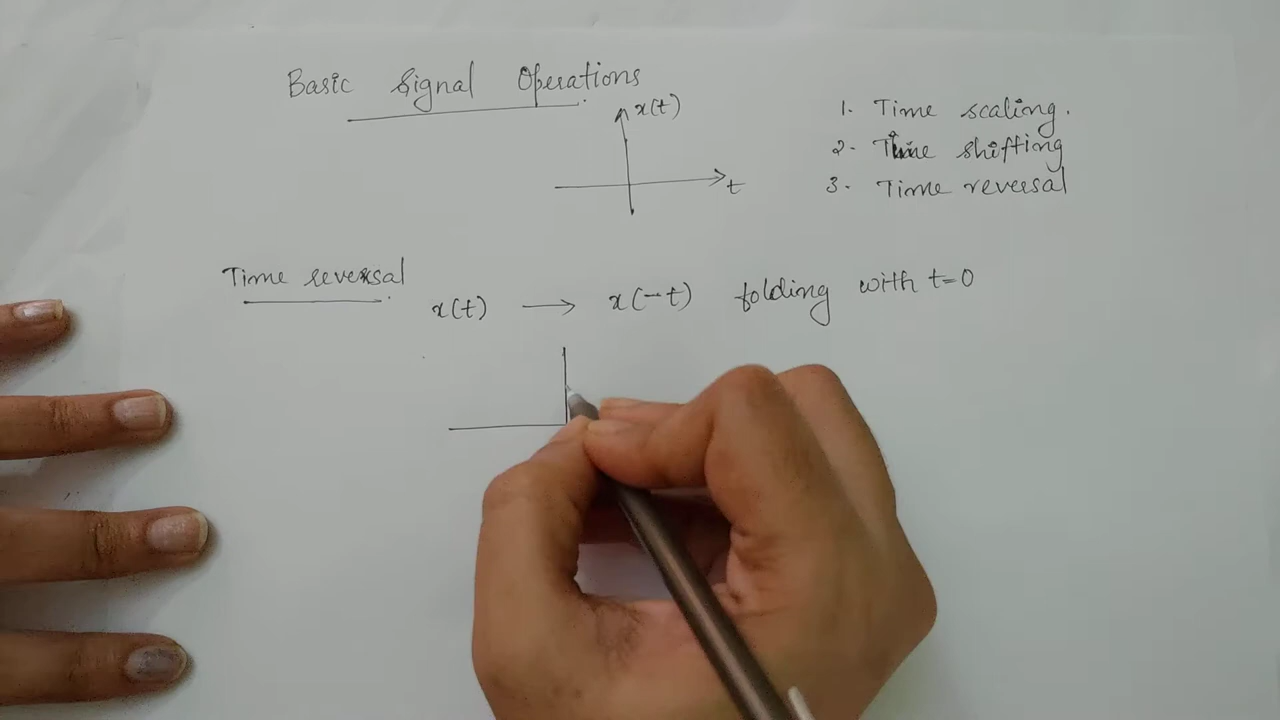 Basic Signal Operations
x(t)
t
1. Time scaling.
2. Time shifting
3. Time reversal
Time reversal
x(t) → x(-t) folding with t=0